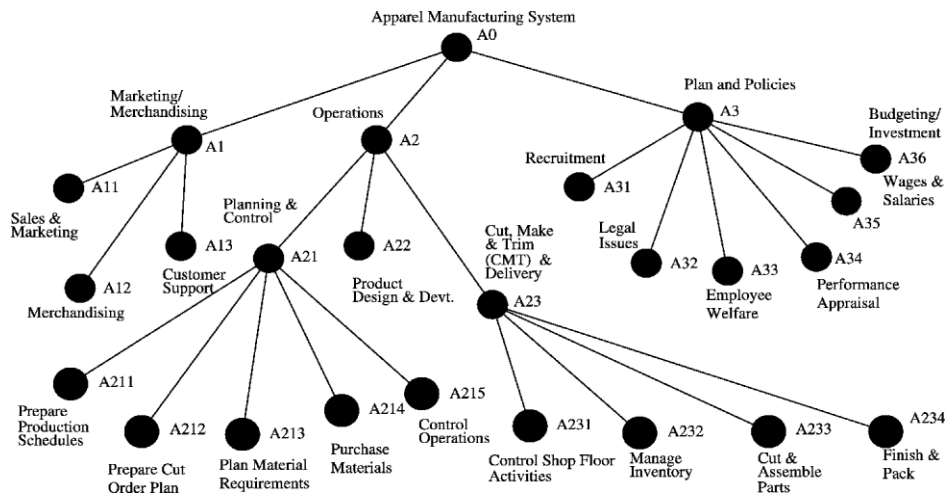 Apparel Manufacturing System
A0
Marketing/
Merchandising
A1
Operations
A2
Plan and Policies
A3
Budgeting/
Investment
A36
A11
Sales &
Marketing
A12
Merchandising
A13
Customer
Support
Planning &
Control
A21
A22
Product
Design & Devt.
Cut, Make
& Trim
(CMT) &
Delivery
A23
Recruitment
A31
Legal
Issues
A32
A33
Employee
Welfare
A34
Performance
Appraisal
Wages &
Salaries
A35
A211
Prepare
Production
Schedules
A212
Prepare Cut
Order Plan
A213
Plan Material
Requirements
A214
Purchase
Materials
A215
Control
Operations
A231
Control Shop Floor
Activities
A232
Manage
Inventory
A233
Cut &
Assemble
Parts
A234
Finish &
Pack